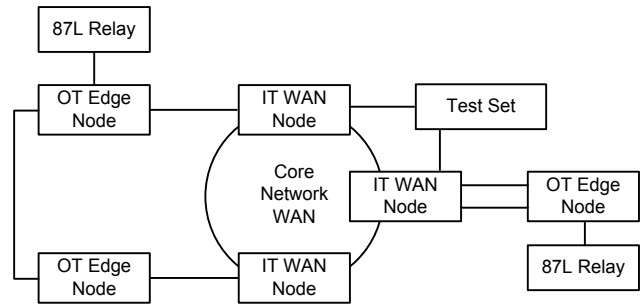 87L Relay
OT Edge
Node
IT WAN
Node
Test Set
Core
Network
WAN
IT WAN
Node
OT Edge
Node
OT Edge
Node
IT WAN
Node
87L Relay